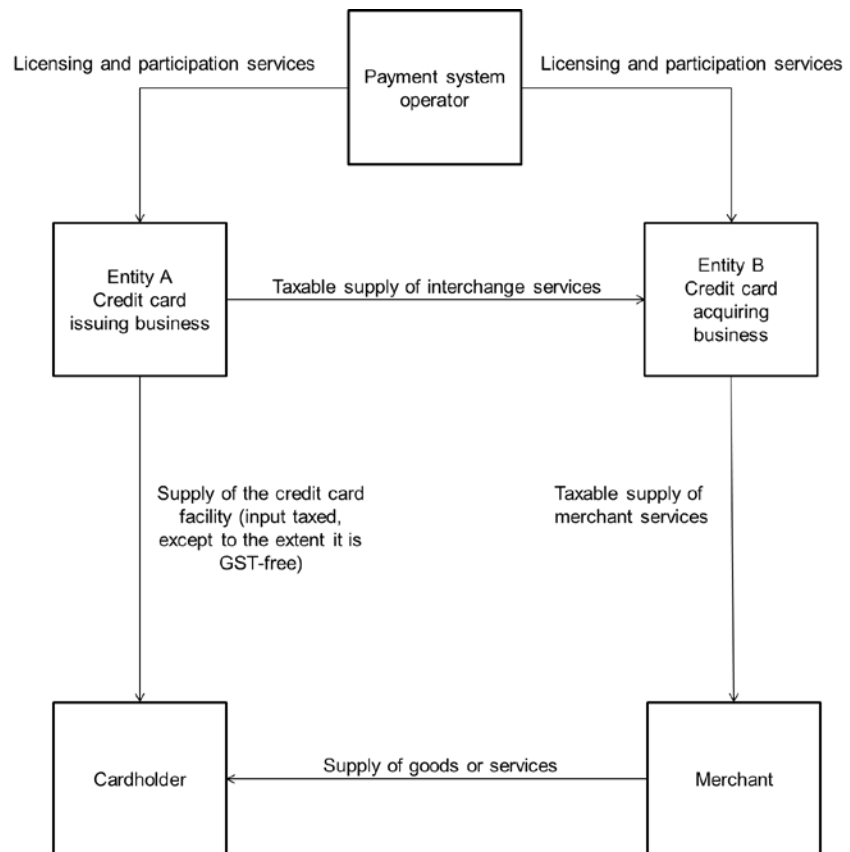 Licensing and participation services
Payment system
operator
Licensing and participation services
Entity A
Credit card
issuing business
Taxable supply of interchange services
Entity B
Credit card
acquiring
business
Supply of the credit card
facility (input taxed,
except to the extent it is
GST-free)
Taxable supply of
merchant services
Cardholder
Supply of goods or services
Merchant